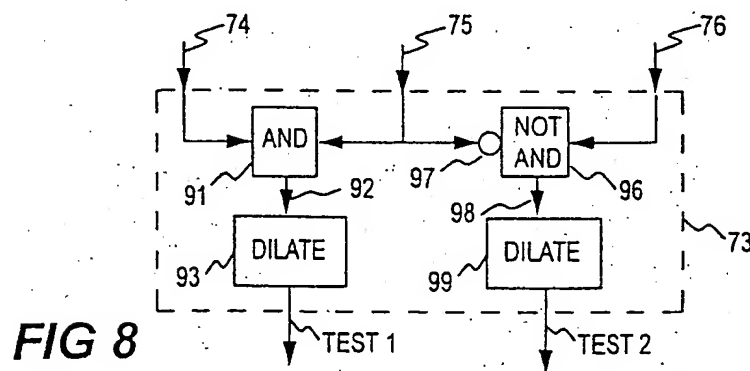 74
75
76
AND
NOT
AND
91
92
97
98
96
DILATE
DILATE
93
99
73
FIG 8
TEST 1
TEST 2